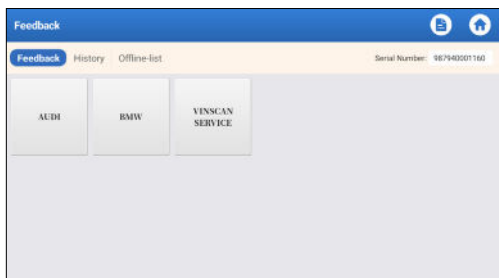 Feedback
Feedback History Offline-list Serial Number: 987940001160
AUDI BMW VINSCAN
SERVICE